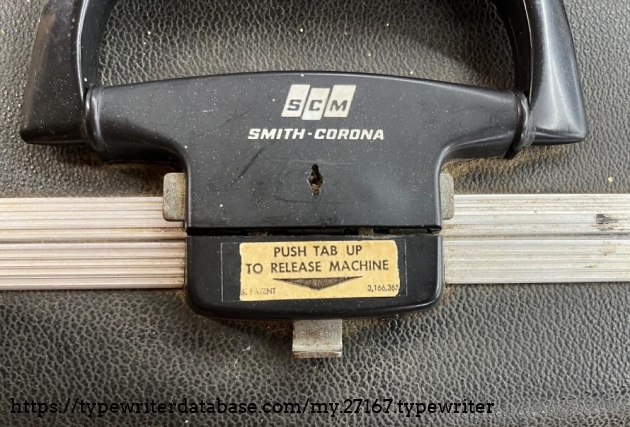 SCM
SMITH-CORONA
PUSH TAB UP
TO RELEASE MACHINE
PATENT 3,166,365
https://typewriterdatabase.com/my.27167.typewriter